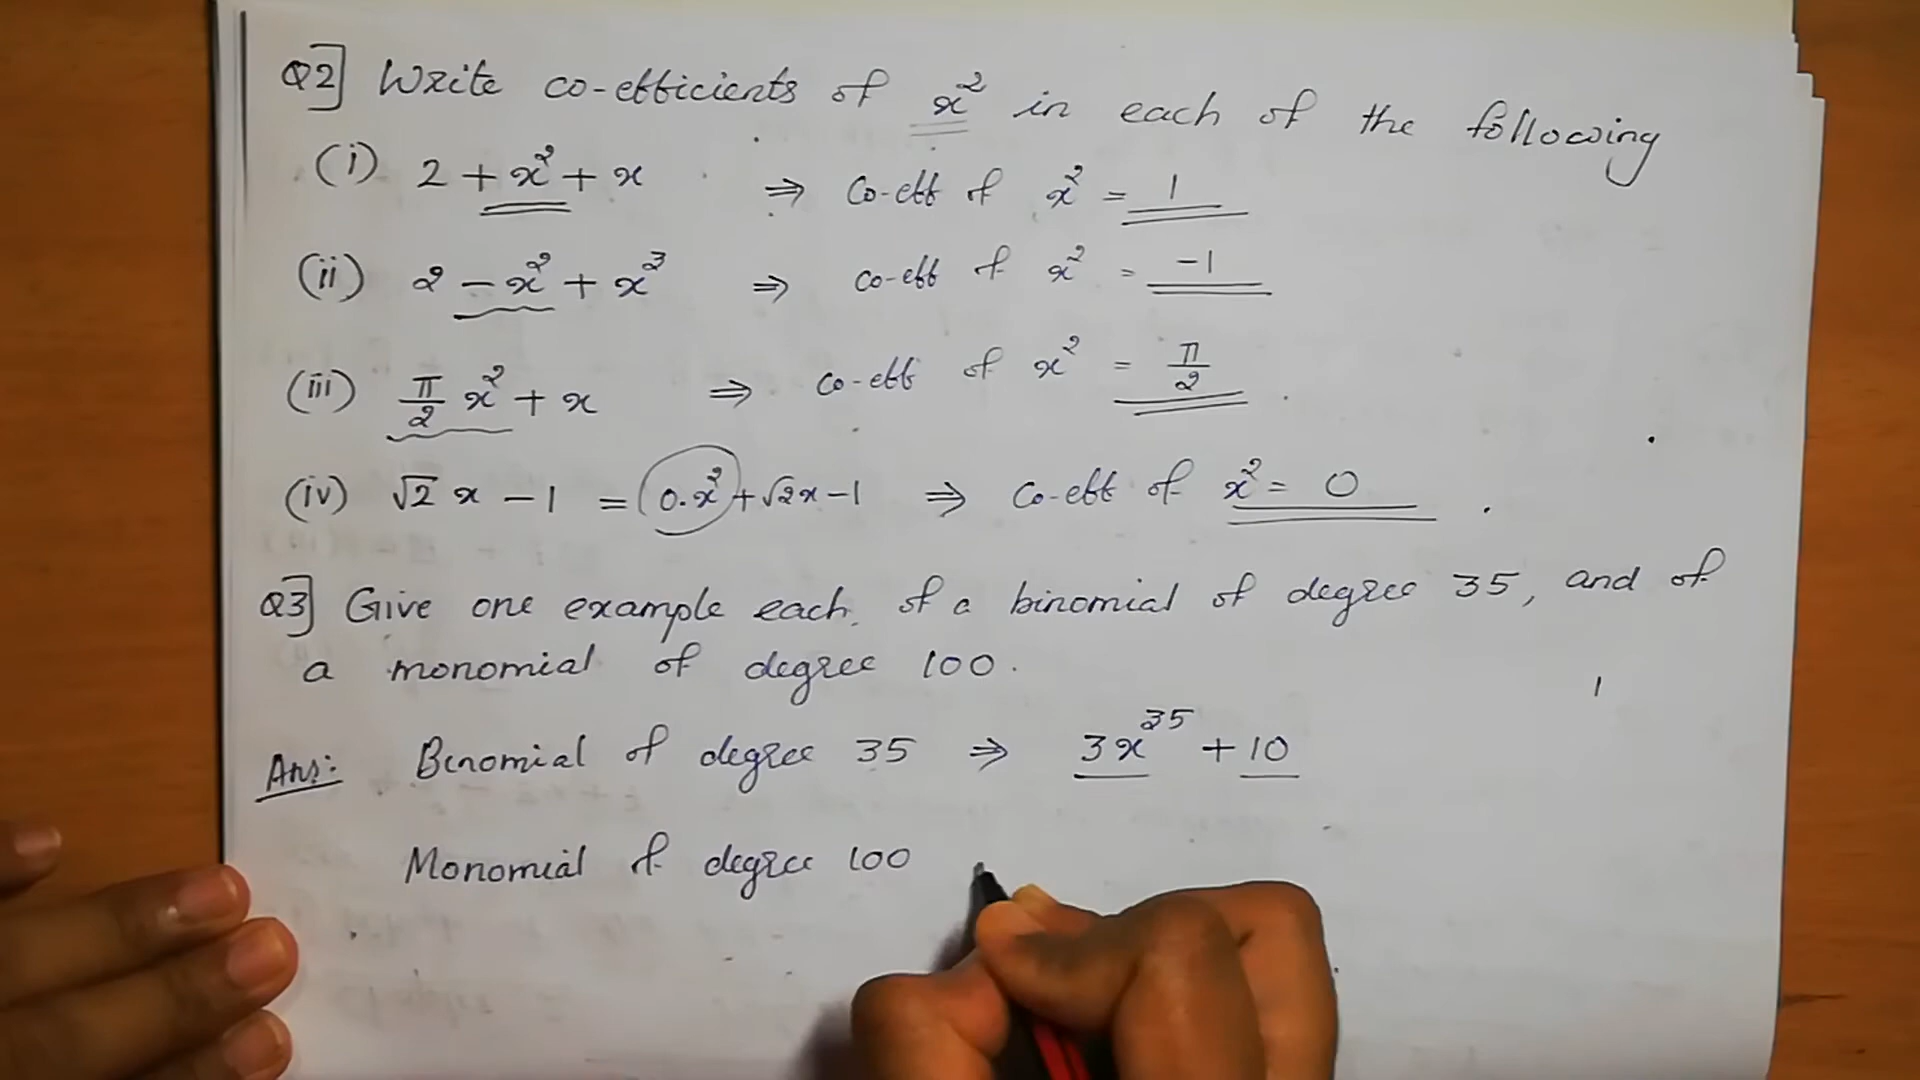 Q2] Write co-efficients of x² in each of the following
(i) 2 + x² + x ⇒ Co-eff of x² = 1
(ii) 2 - x² + x³ ⇒ co-eff of x² = -1
(iii) π/2 x² + x ⇒ co-eff of x² = π/2
(iv) √2 x - 1 = 0.x² + √2x - 1 ⇒ Co-eff of x² = 0
Q3] Give one example each of a binomial of degree 35, and of
a monomial of degree 100.
Ans: Binomial of degree 35 ⇒ 3x³⁵ + 10
Monomial of degree 100